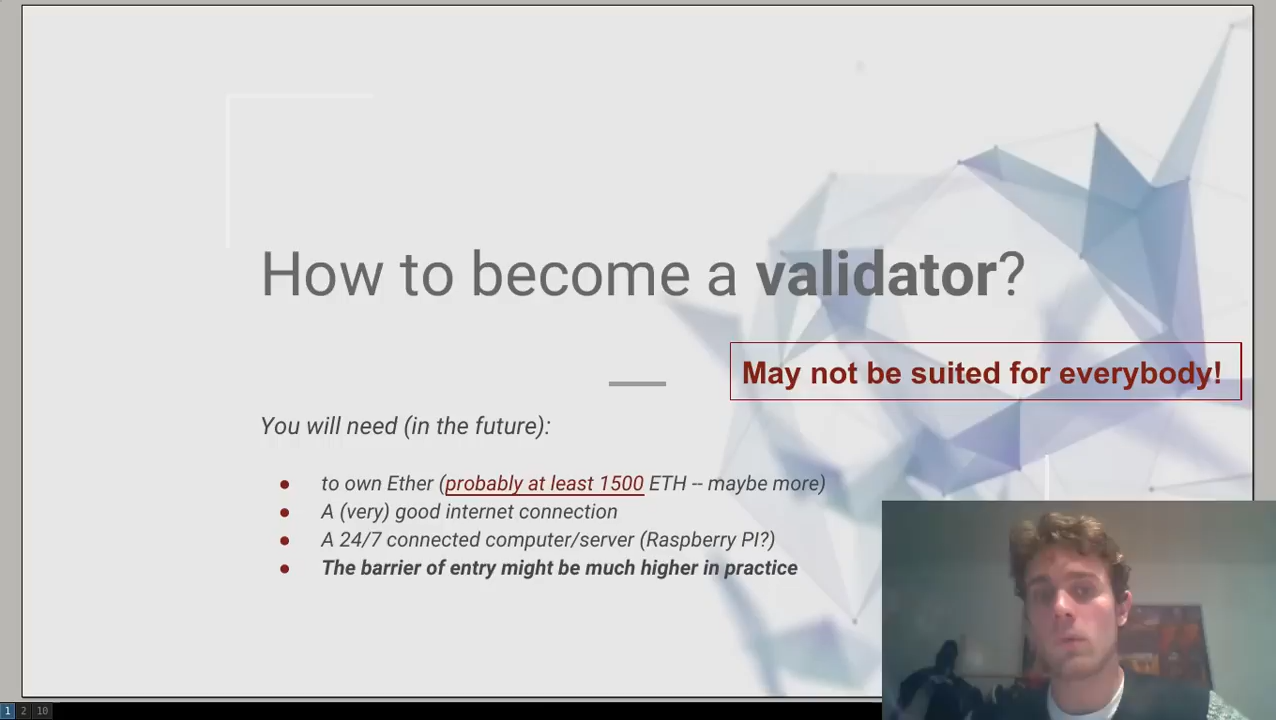 How to become a validator?
May not be suited for everybody!
You will need (in the future):
● to own Ether (probably at least 1500 ETH -- maybe more)
● A (very) good internet connection
● A 24/7 connected computer/server (Raspberry PI?)
● The barrier of entry might be much higher in practice
1 2 10